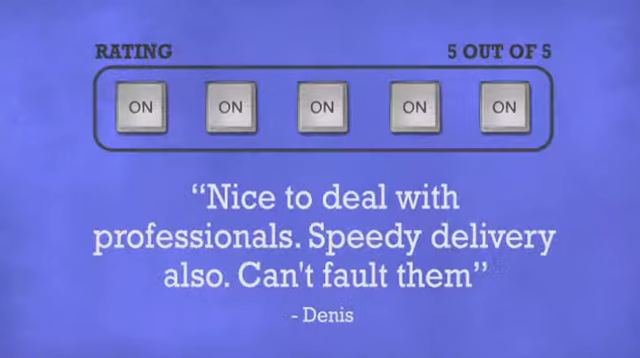 RATING 5 OUT OF 5
ON ON ON ON ON
“Nice to deal with
professionals. Speedy delivery
also. Can't fault them”
- Denis